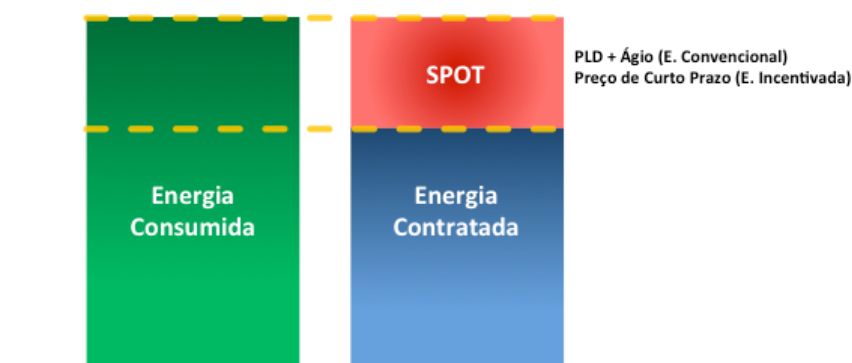 SPOT
PLD + Ágio (E. Convencional)
Preço de Curto Prazo (E. Incentivada)
Energia
Consumida
Energia
Contratada